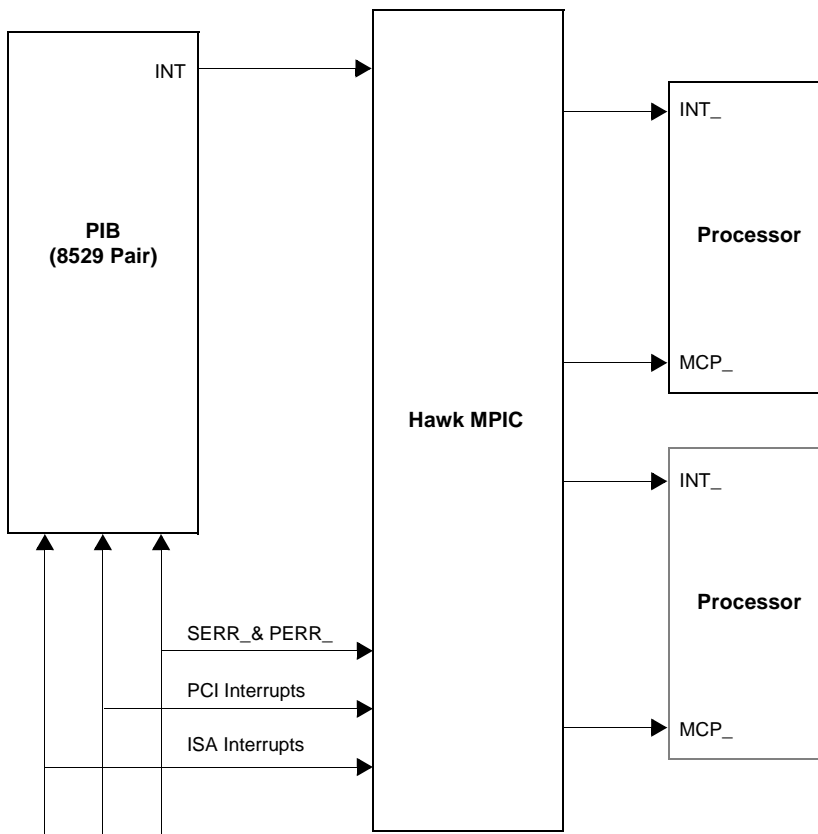 INT
PIB
(8529 Pair)
Hawk MPIC
INT_
Processor
MCP_
INT_
Processor
MCP_
SERR_& PERR_
PCI Interrupts
ISA Interrupts